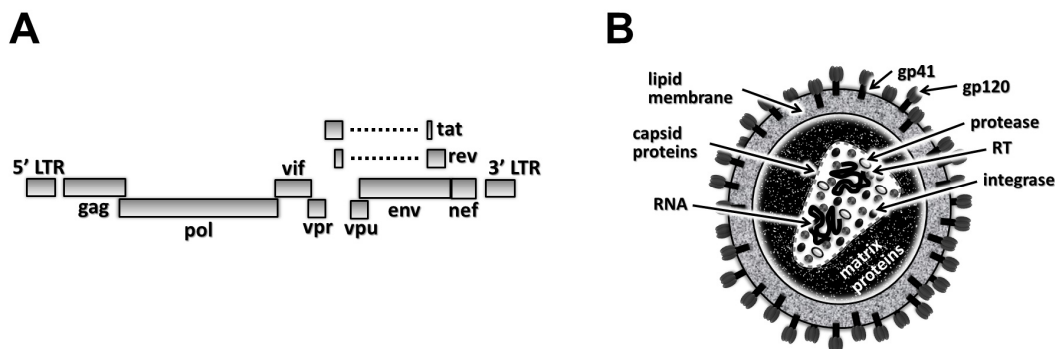 A
5' LTR
gag
pol
vif
vpr
vpu
tat
rev
env
nef
3' LTR
B
lipid
membrane
capsid
proteins
RNA
gp41
gp120
protease
RT
integrase
matrix
proteins